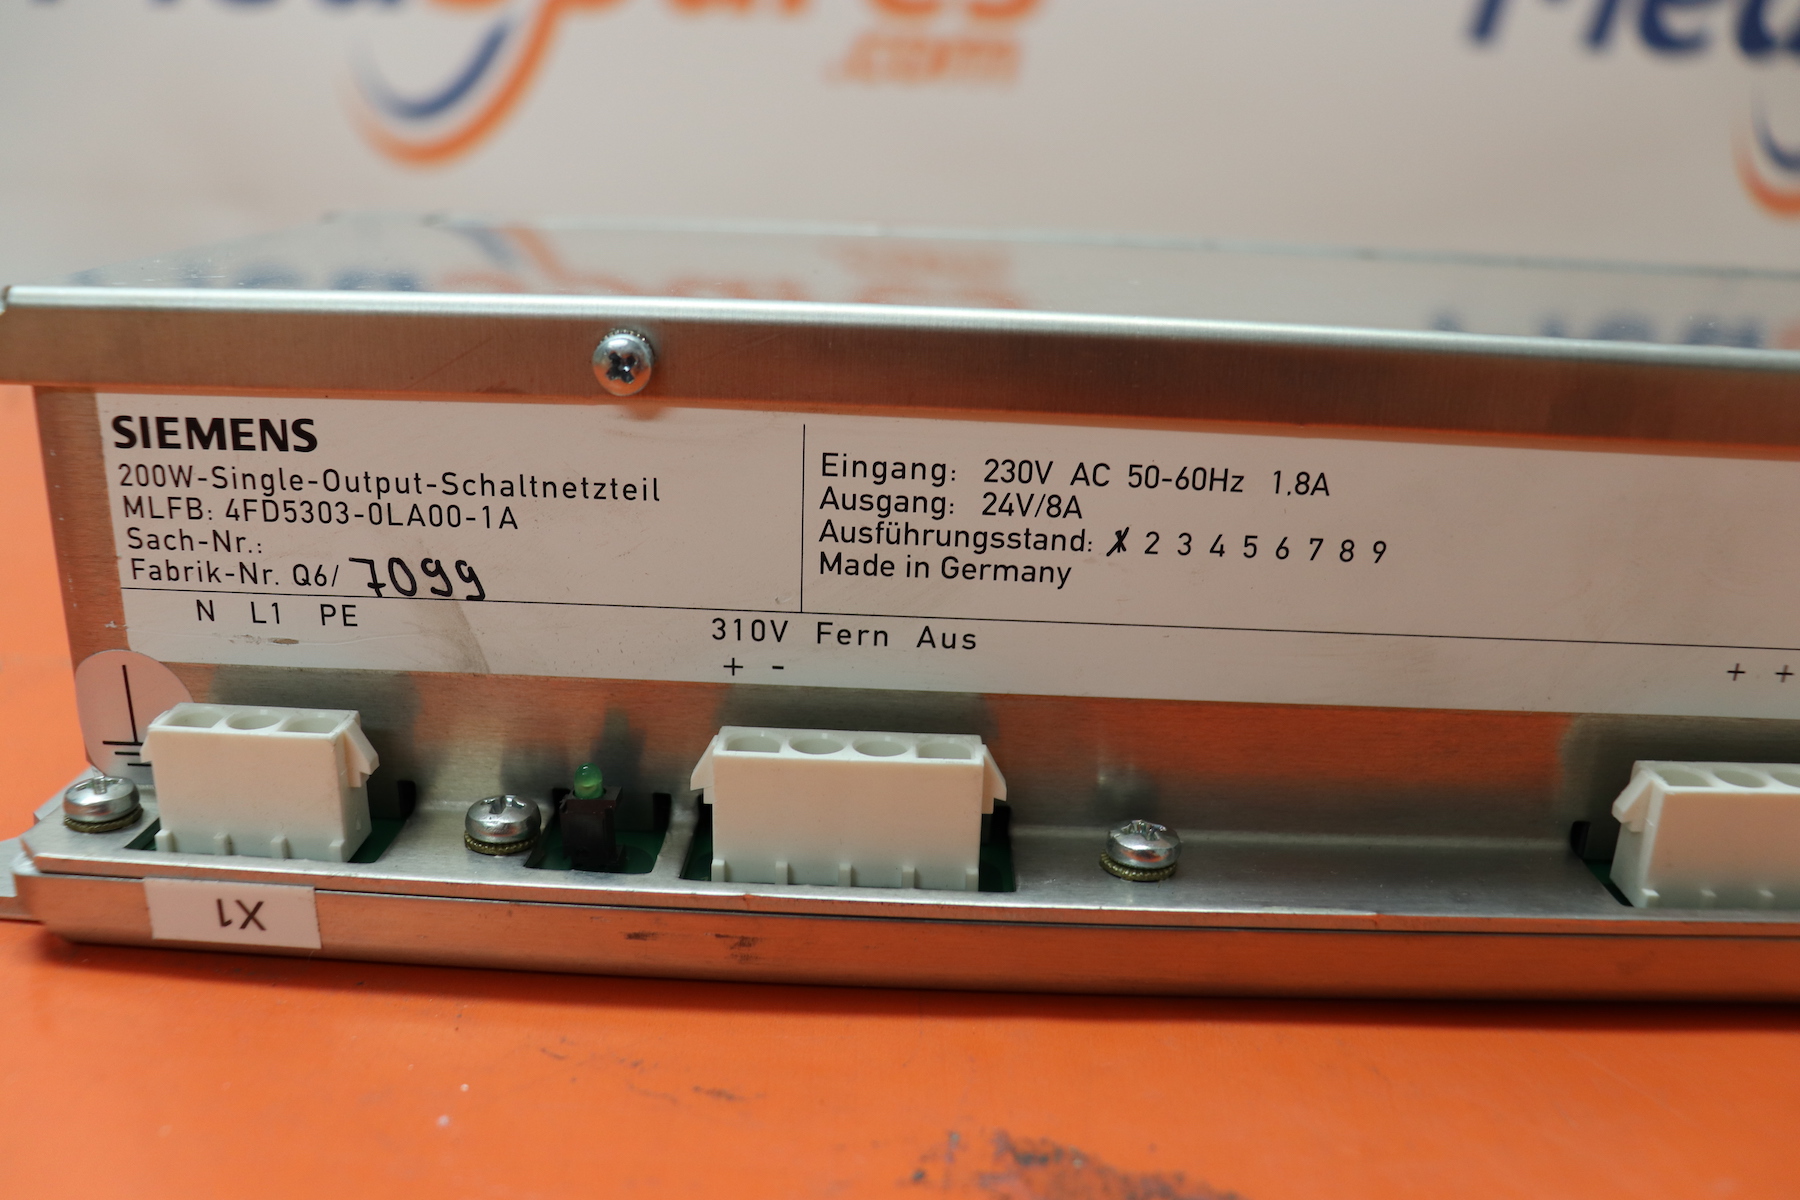 .com
SIEMENS
200W-Single-Output-Schaltnetzteil
MLFB: 4FD5303-0LA00-1A
Sach-Nr.:
Fabrik-Nr. Q6/ 7099
Eingang: 230V AC 50-60Hz 1,8A
Ausgang: 24V/8A
Ausführungsstand: 1 2 3 4 5 6 7 8 9
Made in Germany
N L1 PE
310V Fern Aus
+ -
+ +
X1